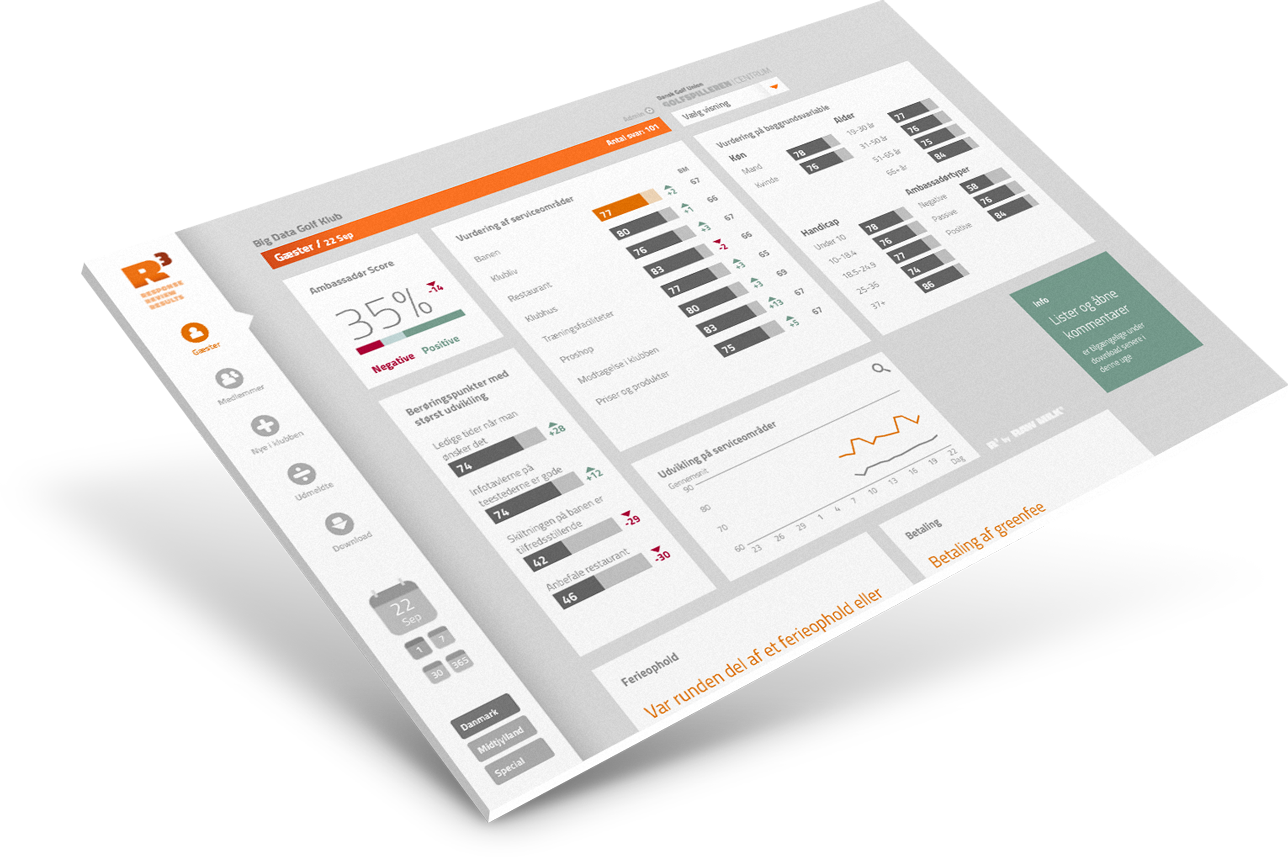 R3
RESPONSE
REVIEW
RESULTS
Gæster
Medlemmer
Nye i klubben
Udmeldte
Download
22
Sep
1
7
30
365
Danmark
Midtjylland
Special
Big Data Golf Klub
Admin
Dansk Golf Union
GOLFSPILLEREN I CENTRUM
Vælg visning
Gæster / 22 Sep
Antal svar: 101
Ambassadør Score
35%
-14
Negative Positive
Berøringspunkter med
størst udvikling
Ledige tider når man
ønsker det
74 +28
Infotavlerne på
teestederne er gode
74 +12
Skiltningen på banen er
tilfredsstillende
42 -29
Anbefale restaurant
46 -30
Vurdering af serviceområder
BM
Banen 77 +2 67
Klubliv 80 +1 66
Restaurant 76 +3 67
Klubhus 83 -2 66
Træningsfaciliteter 77 +3 65
Proshop 80 +3 69
Modtagelse i klubben 83 +13 67
Priser og produkter 75 +5 67
Vurdering på baggrundsvariable
Køn
Mand 78
Kvinde 76
Alder
19-30 år 77
31-50 år 76
51-65 år 75
66+ år 84
Handicap
Under 10 78
10-18.4 76
18.5-24.9 77
25-36 74
37+ 86
Ambassadørtyper
Negative 58
Passive 76
Positive 84
Info
Lister og åbne
kommentarer
er tilgængelige under
download senere i
denne uge
Udvikling på serviceområder
Gennemsnit
90
80
70
60
23 26 29 1 4 7 10 13 16 19 22
Dag
R3 by RAW MILK
Ferieophold
Var runden del af et ferieophold eller
Betaling
Betaling af greenfee